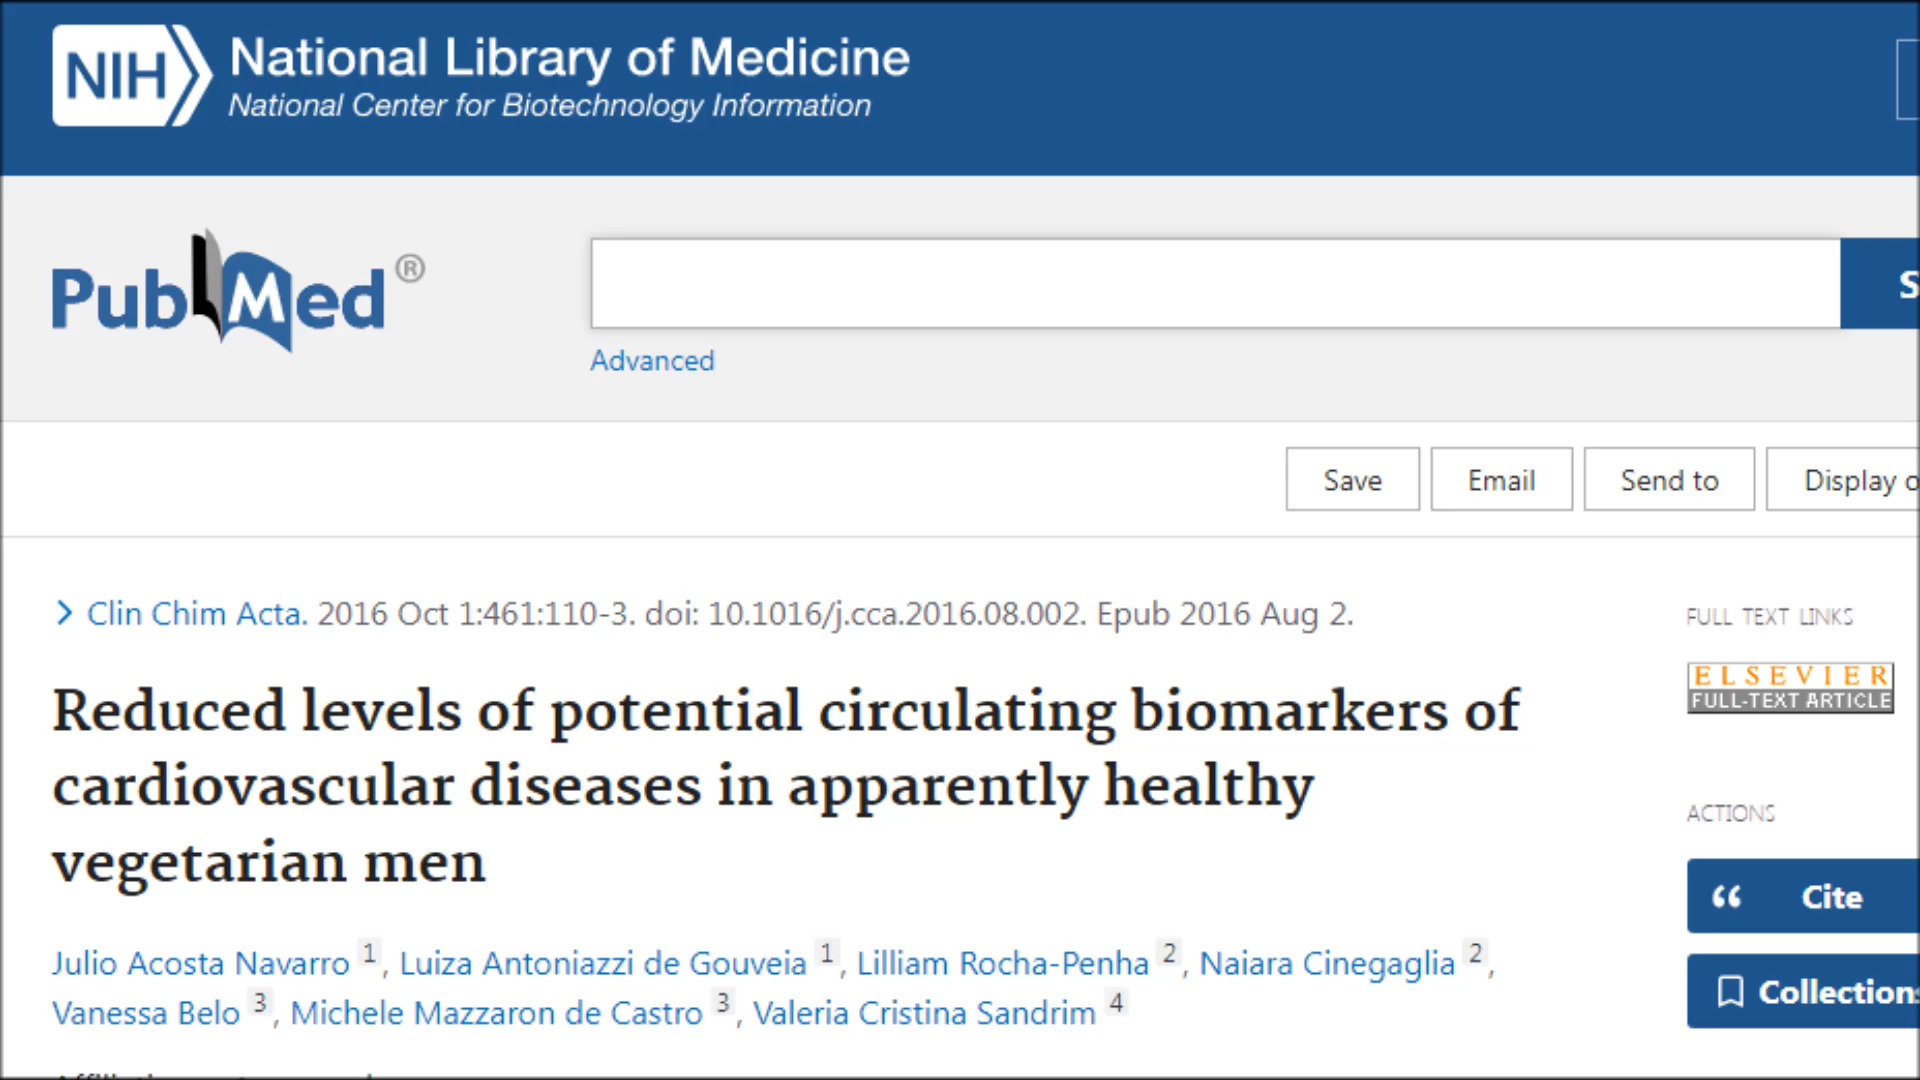 NIH National Library of Medicine
National Center for Biotechnology Information
PubMed®
S
Advanced
Save Email Send to Display o
Clin Chim Acta. 2016 Oct 1:461:110-3. doi: 10.1016/j.cca.2016.08.002. Epub 2016 Aug 2.
FULL TEXT LINKS
ELSEVIER
FULL-TEXT ARTICLE
Reduced levels of potential circulating biomarkers of
cardiovascular diseases in apparently healthy
vegetarian men
ACTIONS
Cite
Julio Acosta Navarro 1, Luiza Antoniazzi de Gouveia 1, Lilliam Rocha-Penha 2, Naiara Cinegaglia 2,
Vanessa Belo 3, Michele Mazzaron de Castro 3, Valeria Cristina Sandrim 4
Collections